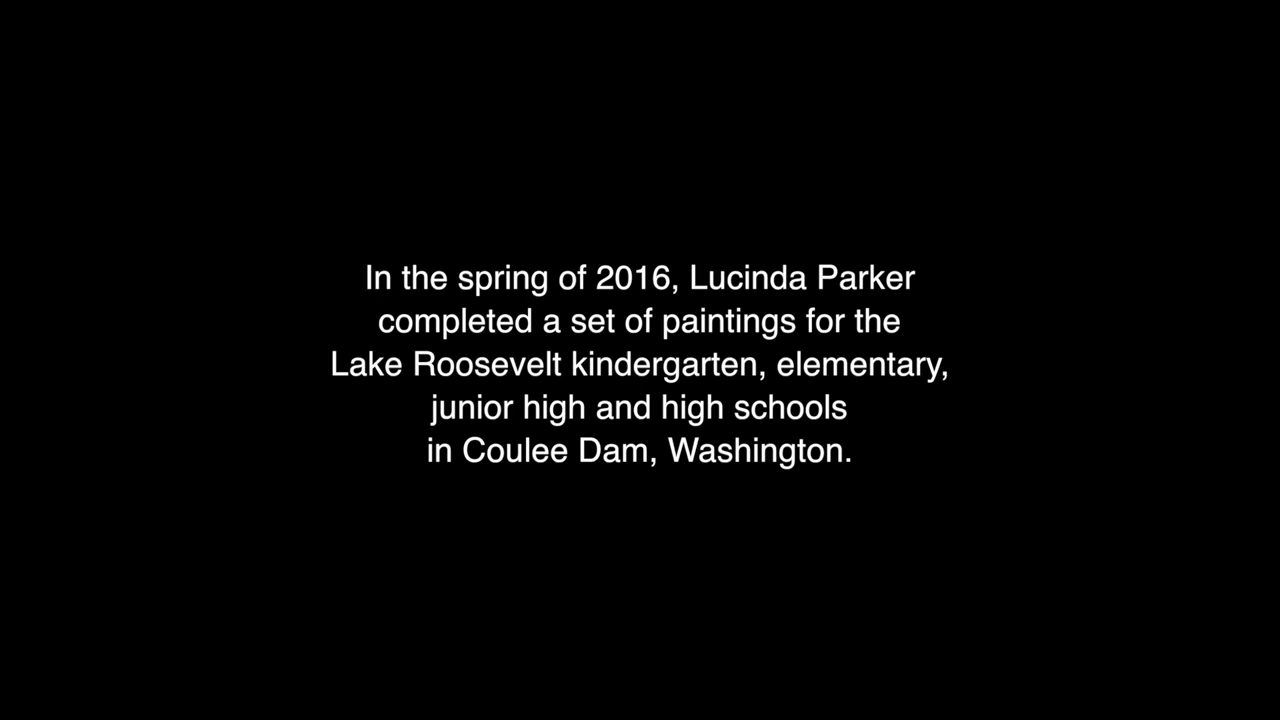 In the spring of 2016, Lucinda Parker
completed a set of paintings for the
Lake Roosevelt kindergarten, elementary,
junior high and high schools
in Coulee Dam, Washington.